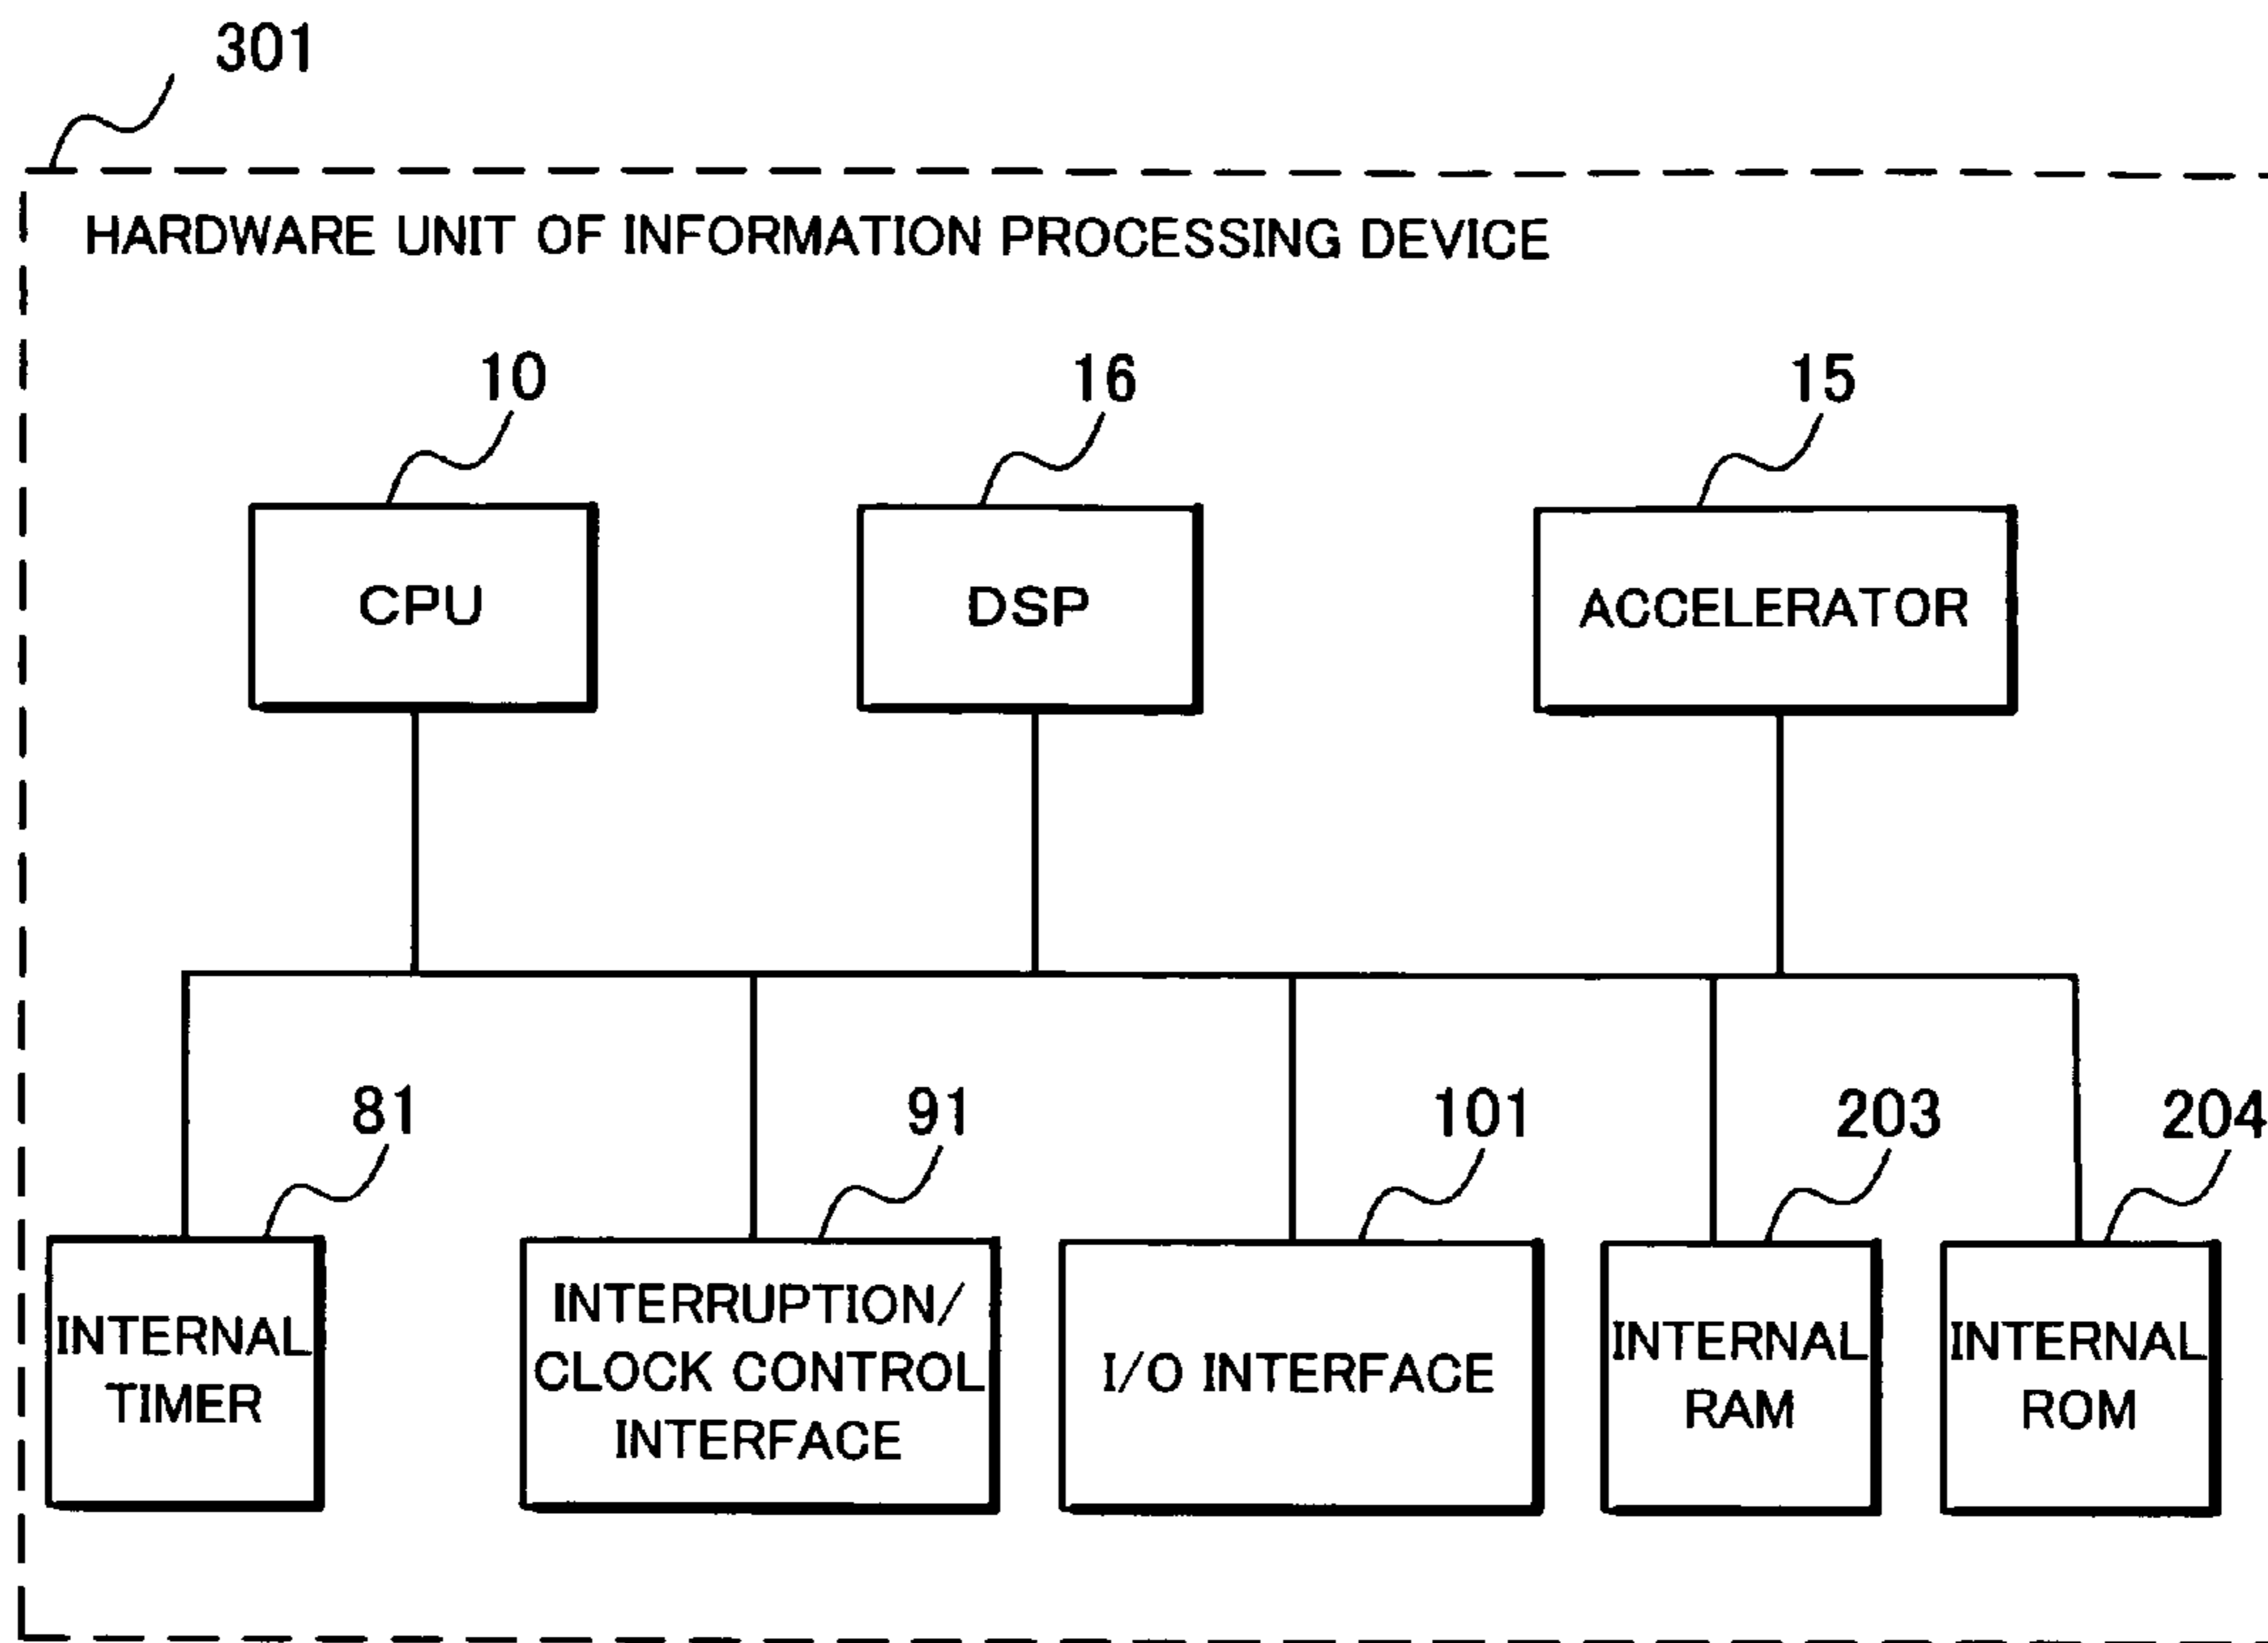 301
HARDWARE UNIT OF INFORMATION PROCESSING DEVICE
10
16
15
CPU
DSP
ACCELERATOR
81
91
101
203
204
INTERNAL
TIMER
INTERRUPTION/
CLOCK CONTROL
INTERFACE
I/O INTERFACE
INTERNAL
RAM
INTERNAL
ROM